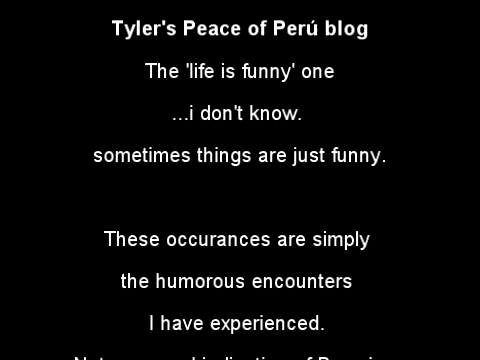 Tyler's Peace of Perú blog
The 'life is funny' one
...i don't know.
sometimes things are just funny.
These occurances are simply
the humorous encounters
I have experienced.